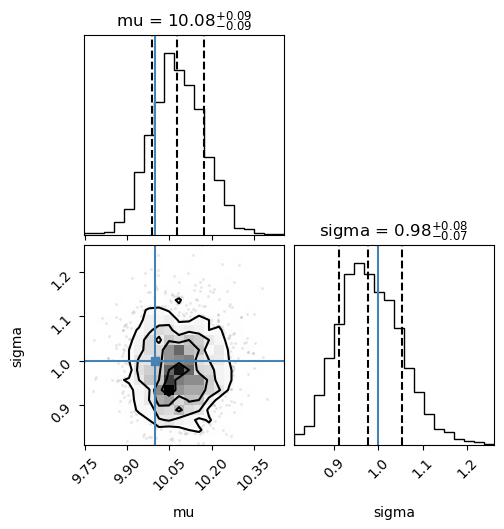 mu = 10.08+0.09−0.09
sigma = 0.98+0.08−0.07
sigma
1.2
1.1
1.0
0.9
9.75 9.90 10.05 10.20 10.35
0.9 1.0 1.1 1.2
mu
sigma